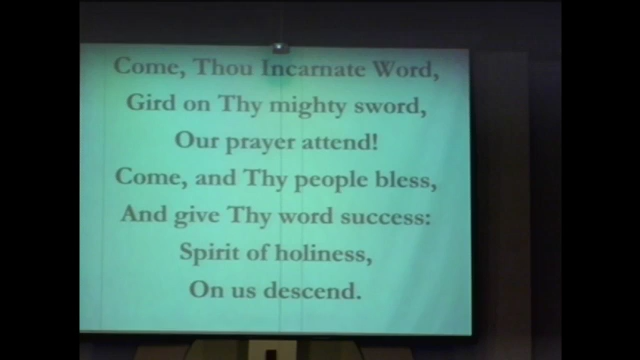 Come, Thou Incarnate Word,
Gird on Thy mighty sword,
Our prayer attend!
Come, and Thy people bless,
And give Thy word success:
Spirit of holiness,
On us descend.